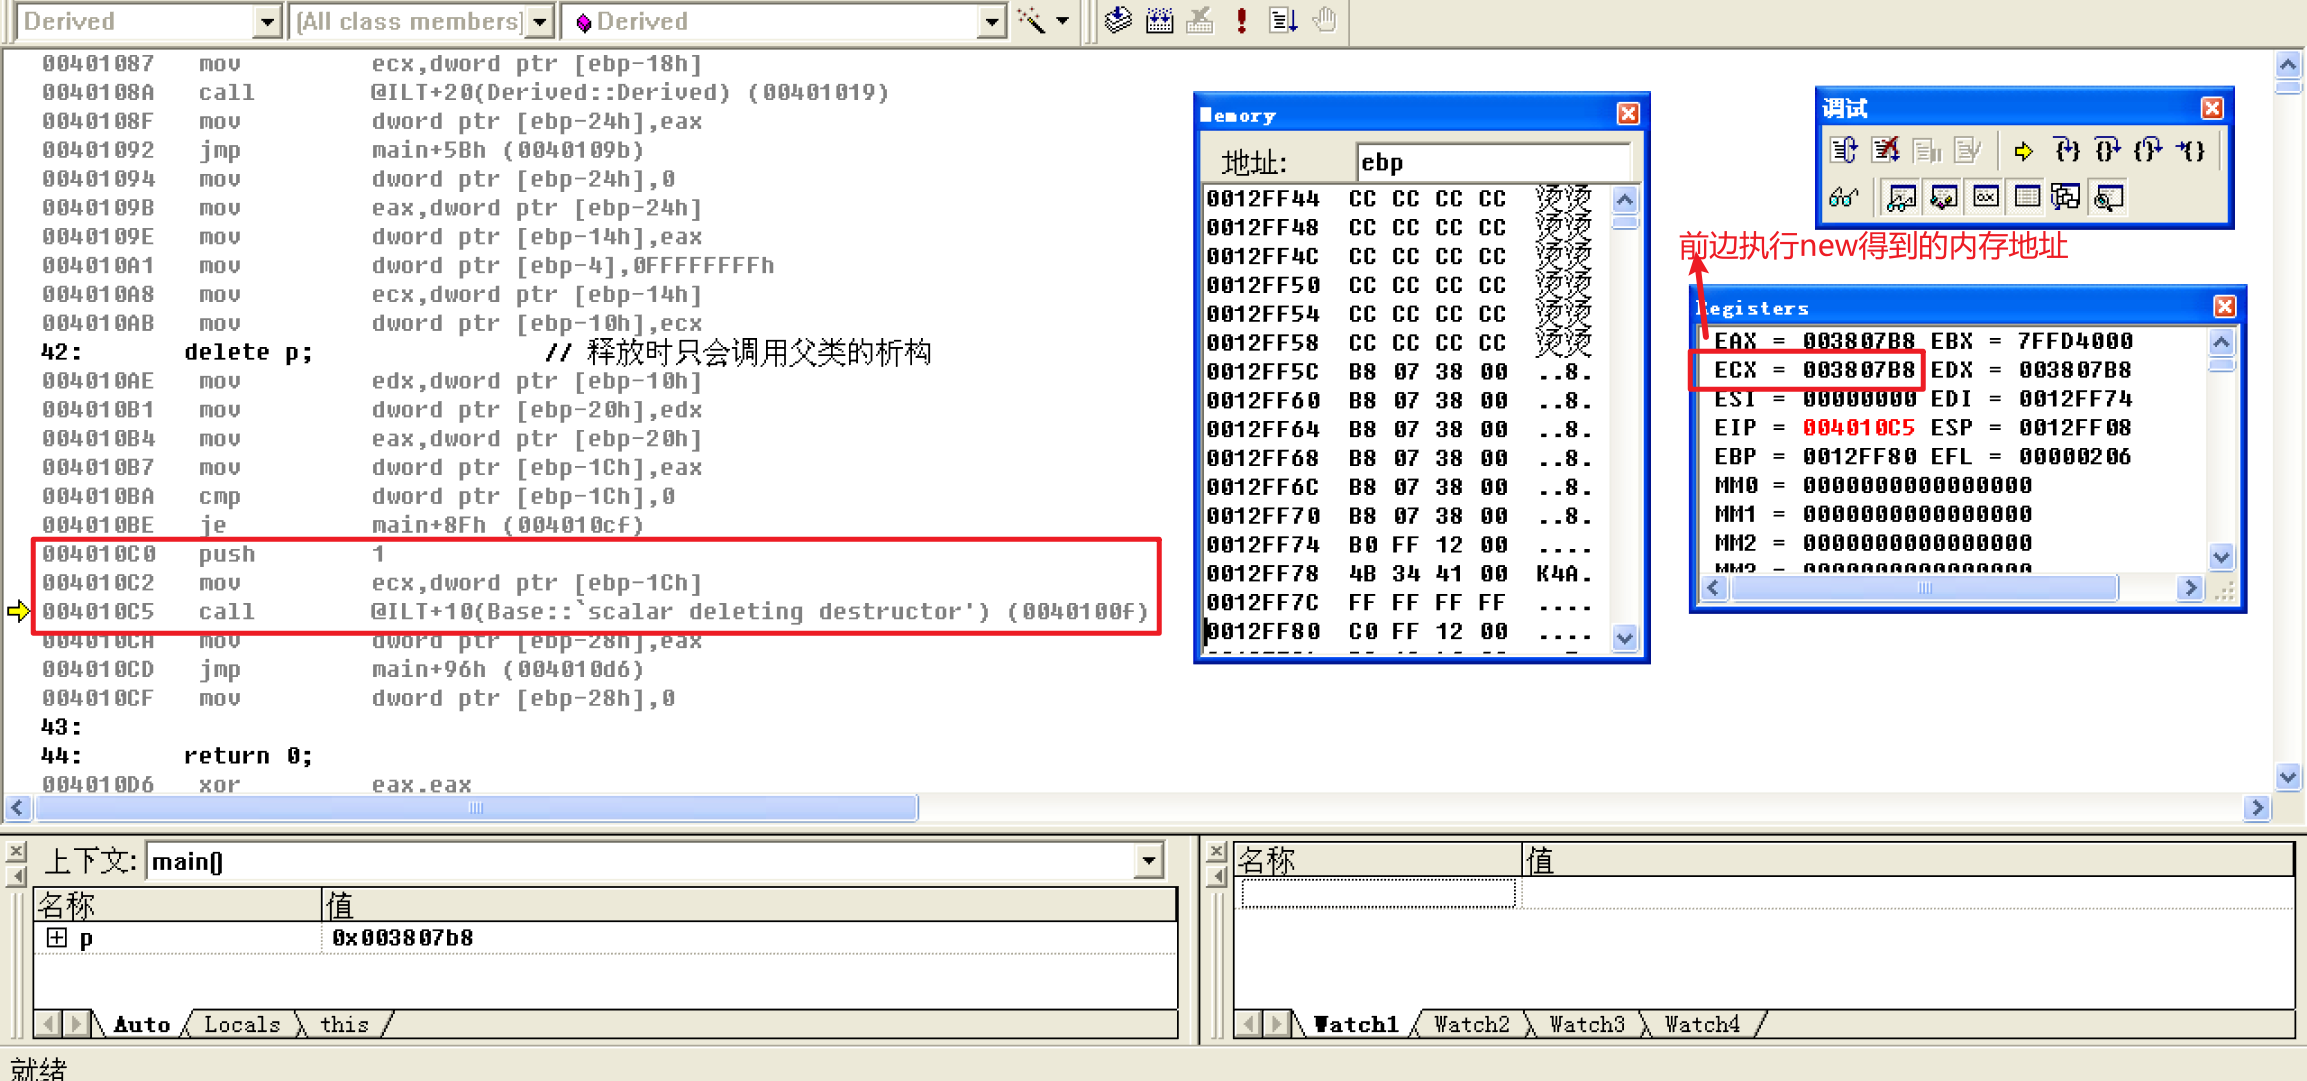 Derived [All class members] Derived
00401087 mov ecx,dword ptr [ebp-18h]
0040108A call @ILT+20(Derived::Derived) (00401019)
0040108F mov dword ptr [ebp-24h],eax
00401092 jmp main+5Bh (0040109b)
00401094 mov dword ptr [ebp-24h],0
0040109B mov eax,dword ptr [ebp-24h]
0040109E mov dword ptr [ebp-14h],eax
004010A1 mov dword ptr [ebp-4],0FFFFFFFFh
004010A8 mov ecx,dword ptr [ebp-14h]
004010AB mov dword ptr [ebp-10h],ecx
42: delete p; // 释放时只会调用父类的析构
004010AE mov edx,dword ptr [ebp-10h]
004010B1 mov dword ptr [ebp-20h],edx
004010B4 mov eax,dword ptr [ebp-20h]
004010B7 mov dword ptr [ebp-1Ch],eax
004010BA cmp dword ptr [ebp-1Ch],0
004010BE je main+8Fh (004010cf)
004010C0 push 1
004010C2 mov ecx,dword ptr [ebp-1Ch]
004010C5 call @ILT+10(Base::`scalar deleting destructor') (0040100f)
004010CA mov dword ptr [ebp-28h],eax
004010CD jmp main+96h (004010d6)
004010CF mov dword ptr [ebp-28h],0
43:
44: return 0;
004010D6 xor eax,eax
Memory
地址: ebp
0012FF44 CC CC CC CC 烫烫
0012FF48 CC CC CC CC 烫烫
0012FF4C CC CC CC CC 烫烫
0012FF50 CC CC CC CC 烫烫
0012FF54 CC CC CC CC 烫烫
0012FF58 CC CC CC CC 烫烫
0012FF5C B8 07 38 00 ..8.
0012FF60 B8 07 38 00 ..8.
0012FF64 B8 07 38 00 ..8.
0012FF68 B8 07 38 00 ..8.
0012FF6C B8 07 38 00 ..8.
0012FF70 B8 07 38 00 ..8.
0012FF74 B0 FF 12 00 ....
0012FF78 4B 34 41 00 K4A.
0012FF7C FF FF FF FF ....
0012FF80 C0 FF 12 00 ....
调试
前边执行new得到的内存地址
Registers
EAX = 003807B8 EBX = 7FFD4000
ECX = 003807B8 EDX = 003807B8
ESI = 00000000 EDI = 0012FF74
EIP = 004010C5 ESP = 0012FF08
EBP = 0012FF80 EFL = 00000206
MM0 = 0000000000000000
MM1 = 0000000000000000
MM2 = 0000000000000000
MM3 = 0000000000000000
上下文: main()
名称 值
p 0x003807b8
Auto Locals this
名称 值
Watch1 Watch2 Watch3 Watch4
就绪